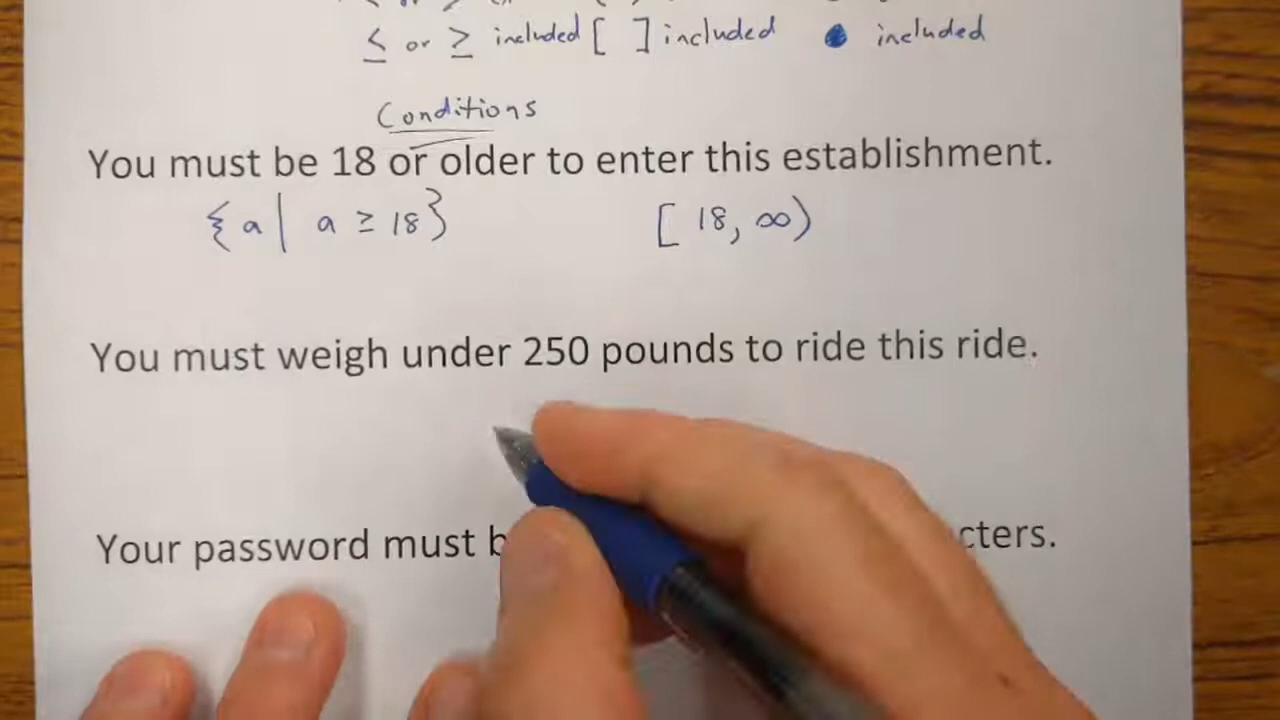 ≤ or ≥ included [ ] included ● included
Conditions
You must be 18 or older to enter this establishment.
{a | a ≥ 18} [18, ∞)
You must weigh under 250 pounds to ride this ride.
Your password must